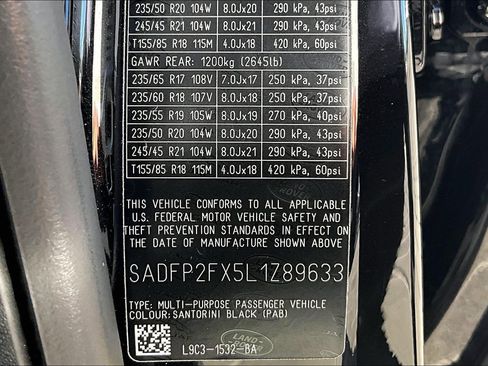 235/50 R20 104W 8.0Jx20 290 kPa, 43psi
245/45 R21 104W 8.0Jx21 290 kPa, 43psi
T155/85 R18 115M 4.0Jx18 420 kPa, 60psi
GAWR REAR: 1200kg (2645lb)
235/65 R17 108V 7.0Jx17 250 kPa, 37psi
235/60 R18 107V 8.0Jx18 250 kPa, 37psi
235/55 R19 105W 8.0Jx19 270 kPa, 40psi
235/50 R20 104W 8.0Jx20 290 kPa, 43psi
245/45 R21 104W 8.0Jx21 290 kPa, 43psi
T155/85 R18 115M 4.0Jx18 420 kPa, 60psi
THIS VEHICLE CONFORMS TO ALL APPLICABLE
U.S. FEDERAL MOTOR VEHICLE SAFETY AND
THEFT PREVENTION STANDARDS IN EFFECT ON
THE DATE OF MANUFACTURE SHOWN ABOVE
SADFP2FX5L1Z89633
TYPE: MULTI-PURPOSE PASSENGER VEHICLE
COLOUR: SANTORINI BLACK (PAB)
L9C3-1532-BA
LAND-
ROVER